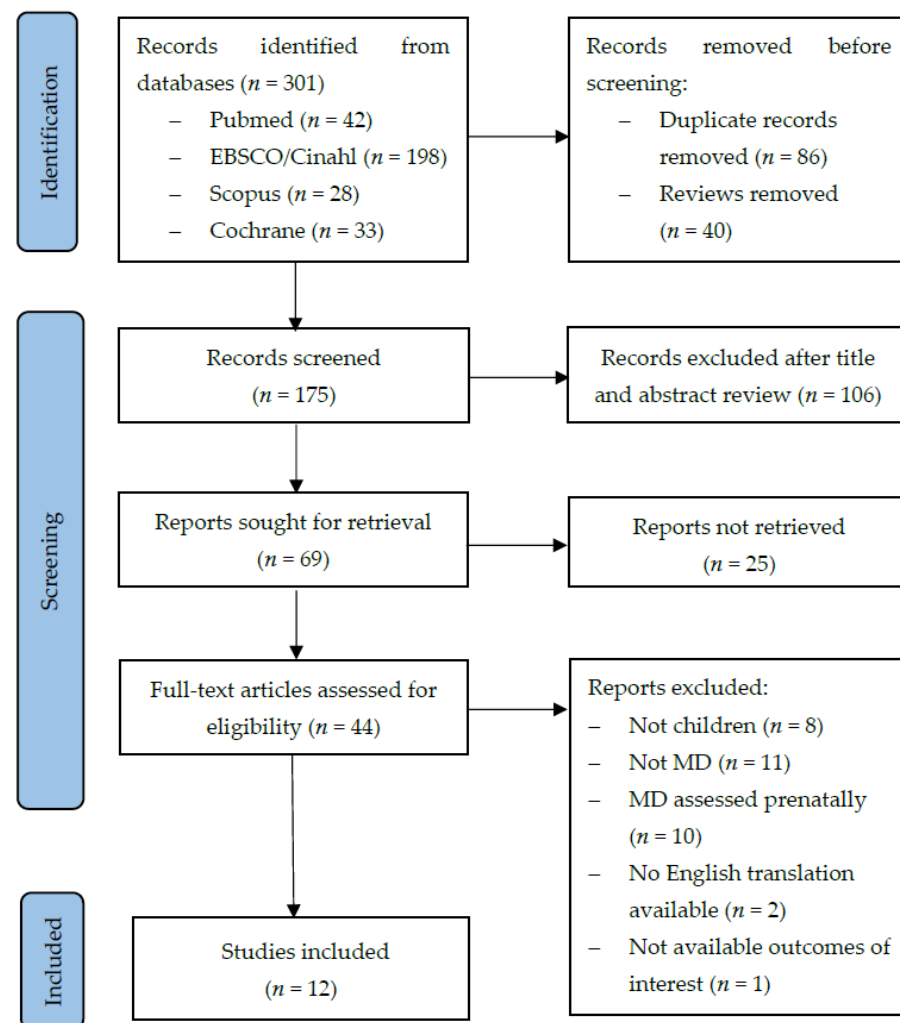 Identification
Records identified from
databases (n = 301)
– Pubmed (n = 42)
– EBSCO/Cinahl (n = 198)
– Scopus (n = 28)
– Cochrane (n = 33)
Records removed before
screening:
– Duplicate records
removed (n = 86)
– Reviews removed
(n = 40)
Screening
Records screened
(n = 175)
Records excluded after title
and abstract review (n = 106)
Reports sought for retrieval
(n = 69)
Reports not retrieved
(n = 25)
Full-text articles assessed for
eligibility (n = 44)
Reports excluded:
– Not children (n = 8)
– Not MD (n = 11)
– MD assessed prenatally
(n = 10)
– No English translation
available (n = 2)
– Not available outcomes of
interest (n = 1)
Included
Studies included
(n = 12)